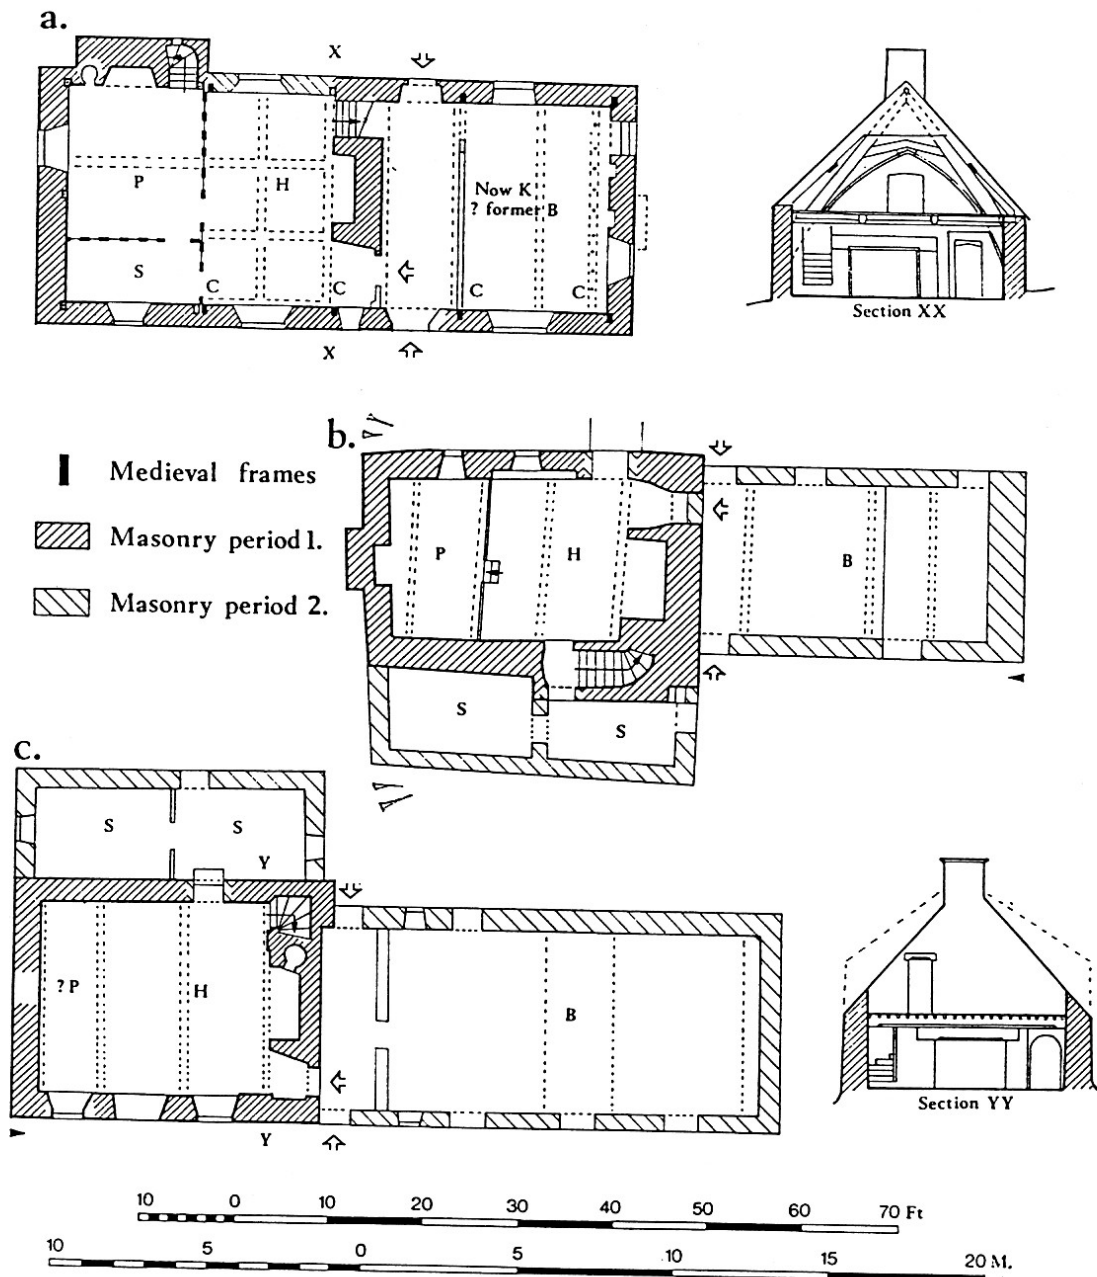 a.
X
P
H
Now K
? former B
S
C
C
C
C
X
Section XX
b.
Medieval frames
Masonry period 1.
Masonry period 2.
P
H
B
S
S
c.
S
S
Y
? P
H
B
Y
Section YY
10 0 10 20 30 40 50 60 70 Ft
10 5 0 5 10 15 20 M.